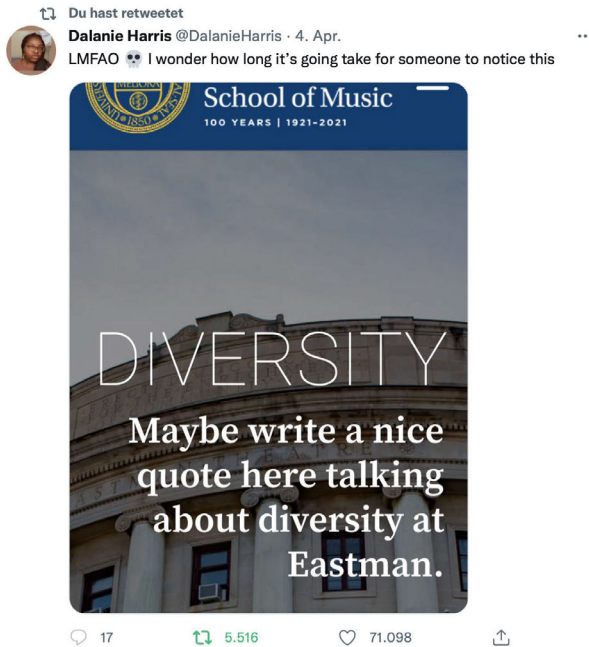 Du hast retweetet
Dalanie Harris @DalanieHarris · 4. Apr.
LMFAO 💀 I wonder how long it's going take for someone to notice this
MELIORA
1850
School of Music
100 YEARS | 1921-2021
DIVERSITY
Maybe write a nice
quote here talking
about diversity at
Eastman.
17 5.516 71.098